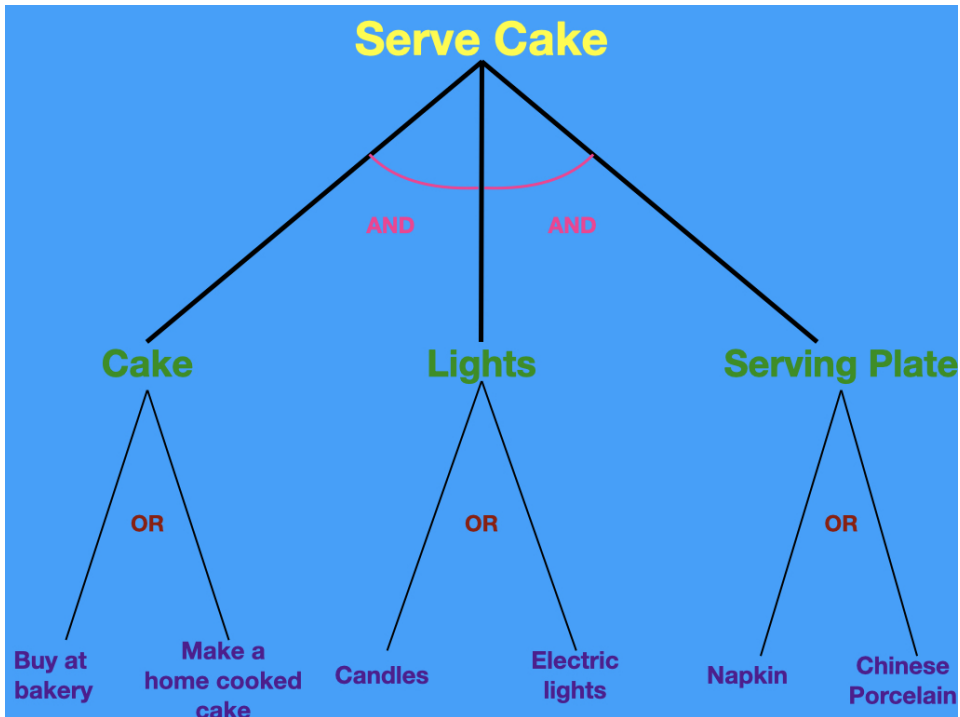 Serve Cake
AND
AND
Cake
Lights
Serving Plate
OR
OR
OR
Buy at
bakery
Make a
home cooked
cake
Candles
Electric
lights
Napkin
Chinese
Porcelain